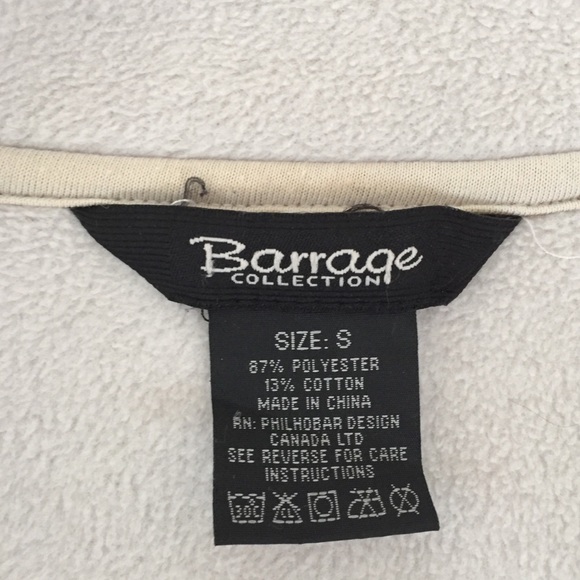 Barrage
COLLECTION
SIZE: S
87% POLYESTER
13% COTTON
MADE IN CHINA
RN: PHILHOBAR DESIGN
CANADA LTD
SEE REVERSE FOR CARE
INSTRUCTIONS
30C CL